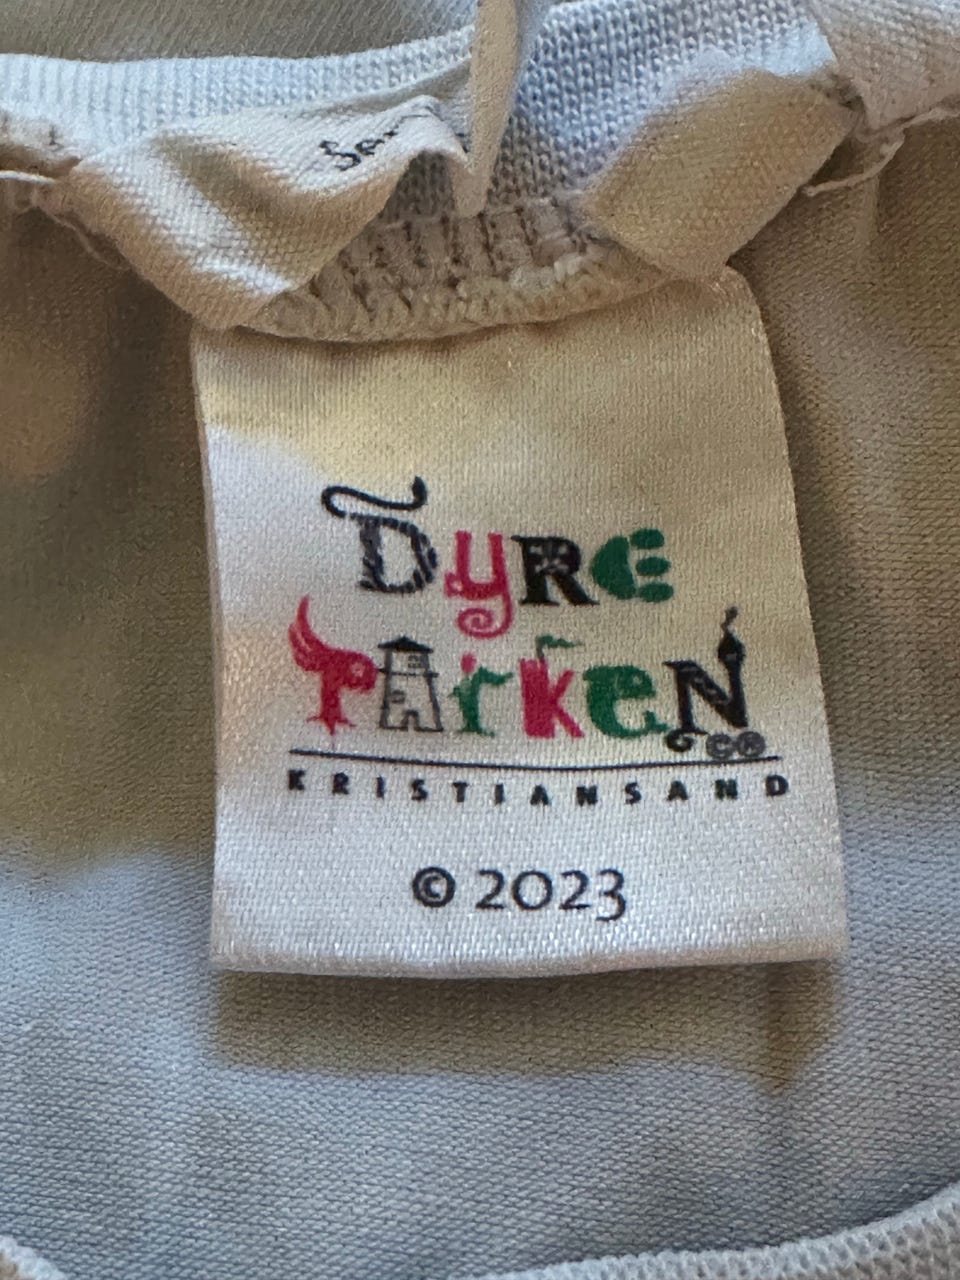 DyRe
PArkeN ©®
KRISTIANSAND
© 2023